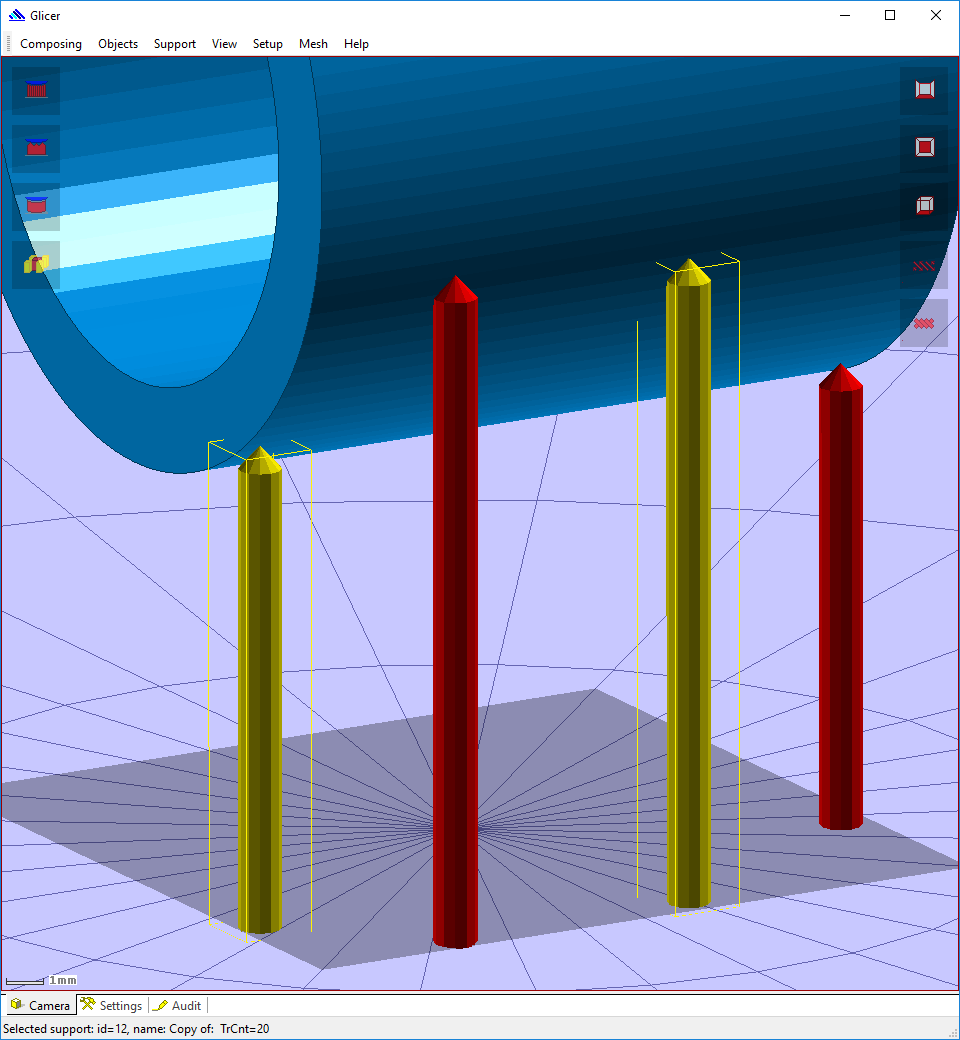 Glicer
Composing Objects Support View Setup Mesh Help
1mm
Camera Settings Audit
Selected support: id=12, name: Copy of:  TrCnt=20